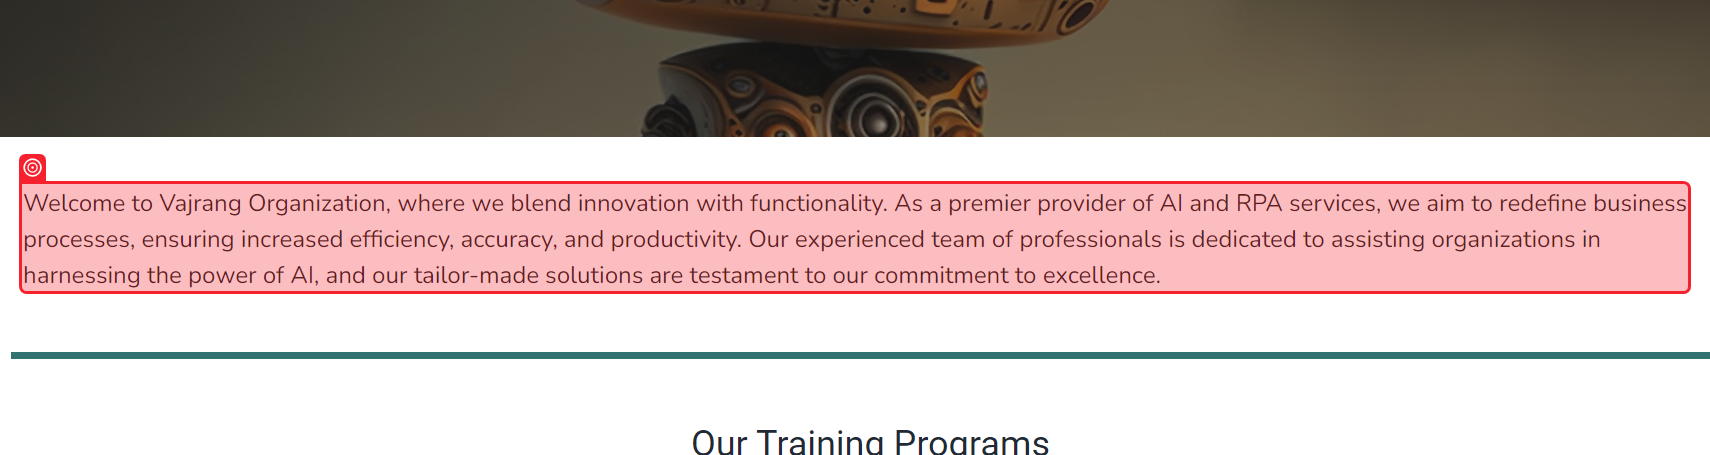 Welcome to Vajrang Organization, where we blend innovation with functionality. As a premier provider of AI and RPA services, we aim to redefine business
processes, ensuring increased efficiency, accuracy, and productivity. Our experienced team of professionals is dedicated to assisting organizations in
harnessing the power of AI, and our tailor-made solutions are testament to our commitment to excellence.
Our Training Programs